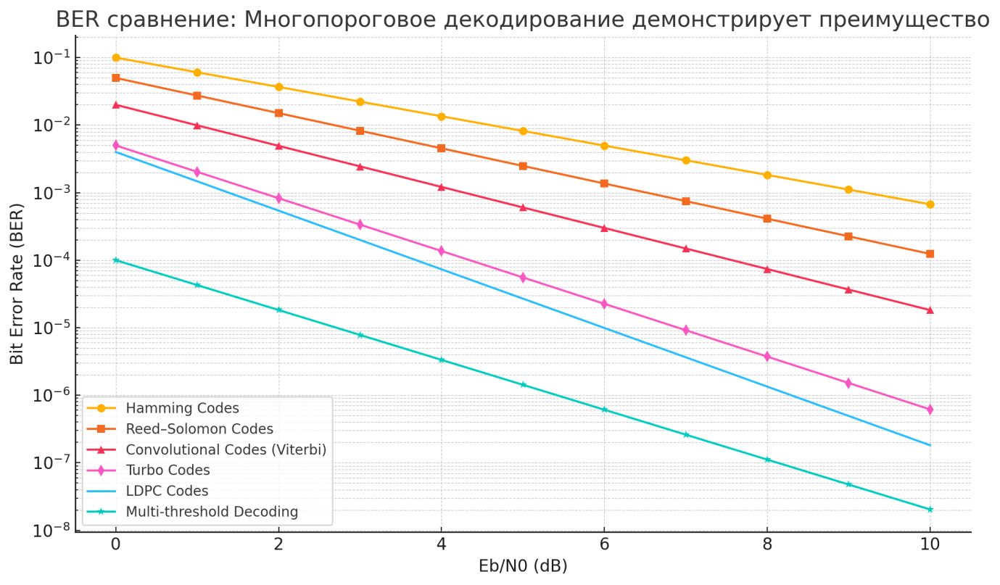 BER сравнение: Многопороговое декодирование демонстрирует преимущество
Bit Error Rate (BER)
10⁻¹
10⁻²
10⁻³
10⁻⁴
10⁻⁵
10⁻⁶
10⁻⁷
10⁻⁸
Hamming Codes
Reed–Solomon Codes
Convolutional Codes (Viterbi)
Turbo Codes
LDPC Codes
Multi-threshold Decoding
0 2 4 6 8 10
Eb/N0 (dB)